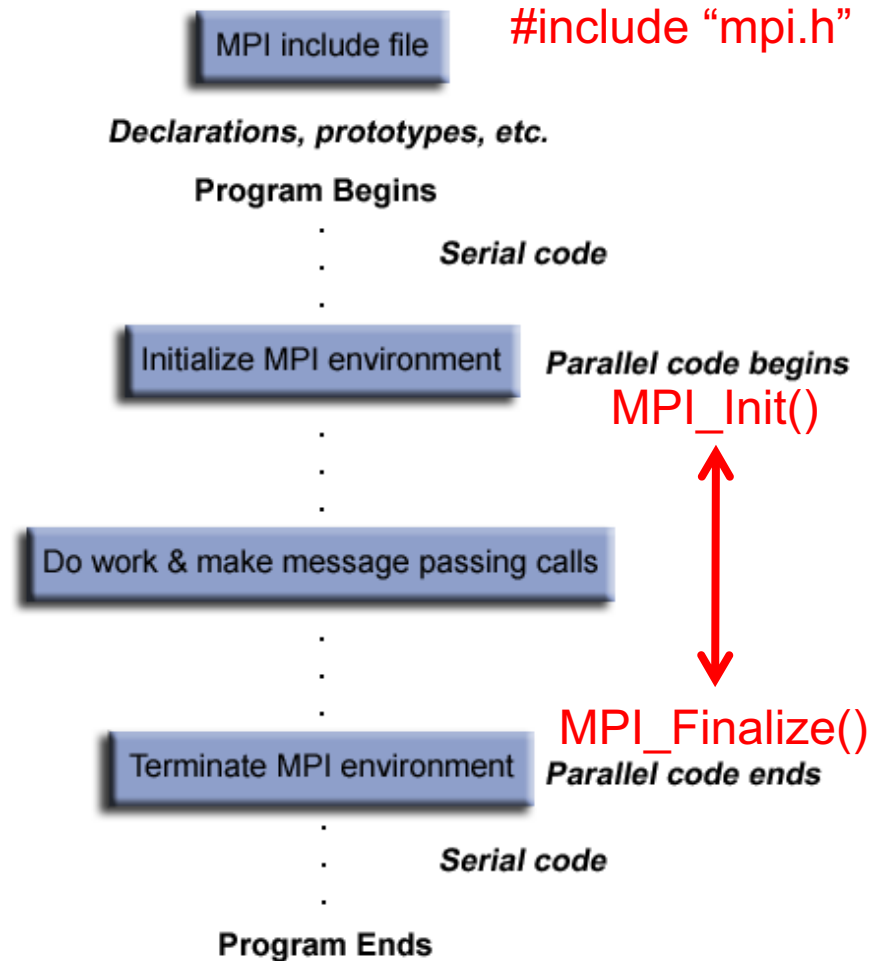 MPI include file
#include “mpi.h”
Declarations, prototypes, etc.
Program Begins
Serial code
Initialize MPI environment
Parallel code begins
MPI_Init()
Do work & make message passing calls
MPI_Finalize()
Terminate MPI environment
Parallel code ends
Serial code
Program Ends